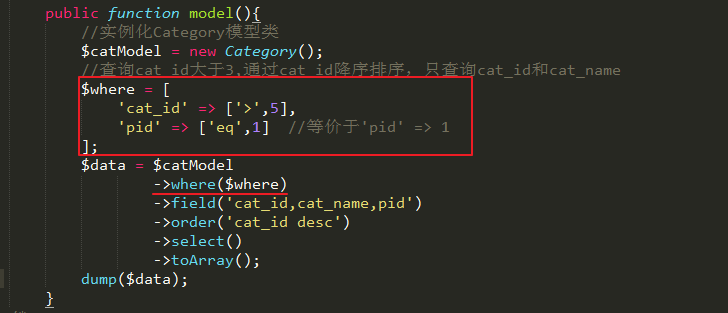 public function model(){
//实例化Category模型类
$catModel = new Category();
//查询cat_id大于3,通过cat_id降序排序，只查询cat_id和cat_name
$where = [
'cat_id' => ['>',5],
'pid' => ['eq',1]  //等价于'pid' => 1
];
$data = $catModel
->where($where)
->field('cat_id,cat_name,pid')
->order('cat_id desc')
->select()
->toArray();
dump($data);
}